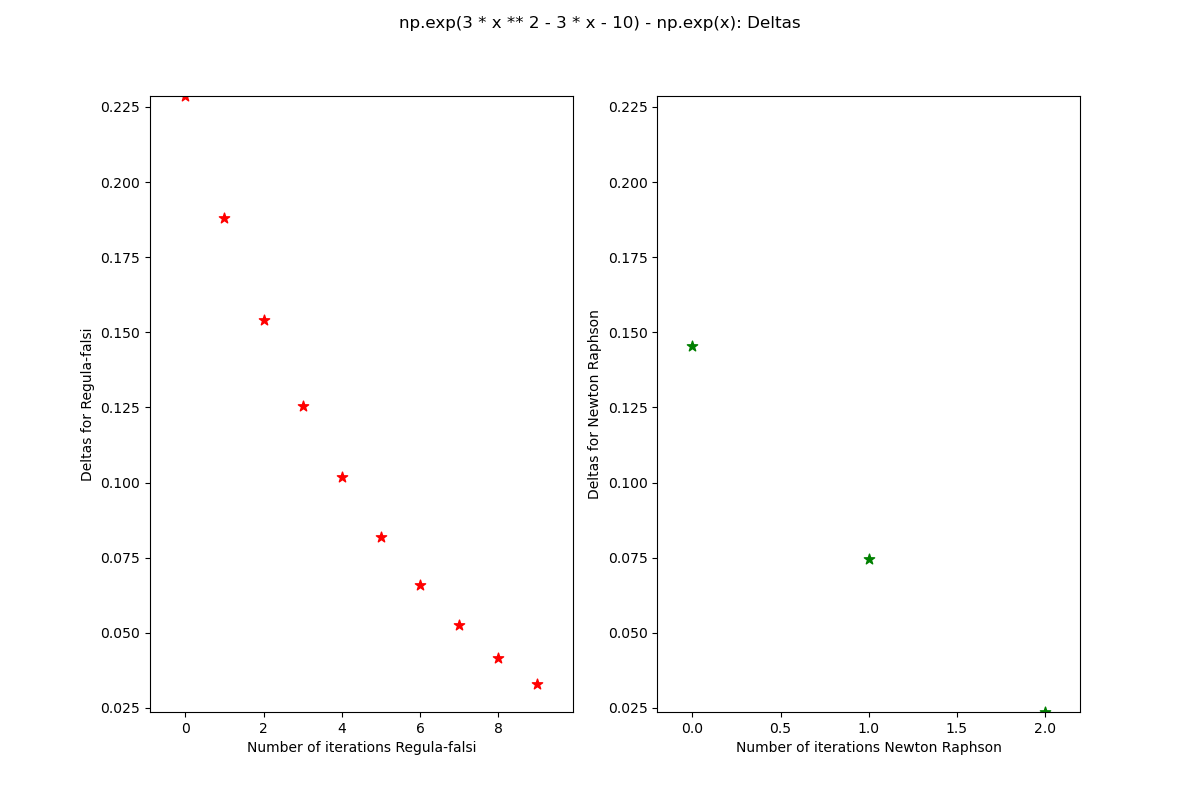 np.exp(3 * x ** 2 - 3 * x - 10) - np.exp(x): Deltas
0.225
0.200
0.175
0.150
0.125
0.100
0.075
0.050
0.025
Deltas for Regula-falsi
0 2 4 6 8
Number of iterations Regula-falsi
0.225
0.200
0.175
0.150
0.125
0.100
0.075
0.050
0.025
Deltas for Newton Raphson
0.0 0.5 1.0 1.5 2.0
Number of iterations Newton Raphson